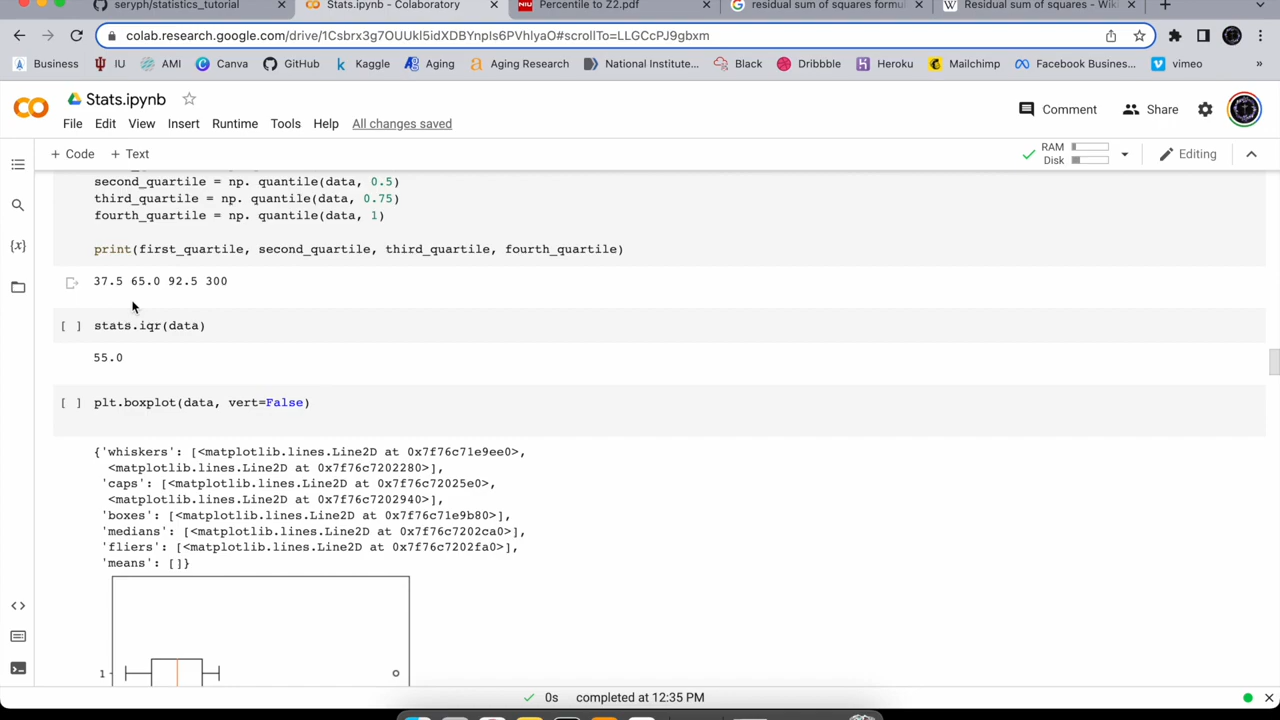 seryph/statistics_tutorial
Stats.ipynb - Colaboratory
Percentile to Z2.pdf
residual sum of squares formul
Residual sum of squares - Wiki
colab.research.google.com/drive/1Csbrx3g7OUUkl5idXDBYnpIs6PVhlyaO#scrollTo=LLGCcPJ9gbxm
Business IU AMI Canva GitHub Kaggle Aging Aging Research National Institute... Black Dribbble Heroku Mailchimp Facebook Busines... vimeo »
Stats.ipynb
Comment Share
File Edit View Insert Runtime Tools Help All changes saved
+ Code + Text
RAM
Disk
Editing
second_quartile = np. quantile(data, 0.5)
third_quartile = np. quantile(data, 0.75)
fourth_quartile = np. quantile(data, 1)
print(first_quartile, second_quartile, third_quartile, fourth_quartile)
37.5 65.0 92.5 300
[ ] stats.iqr(data)
55.0
[ ] plt.boxplot(data, vert=False)
{'whiskers': [<matplotlib.lines.Line2D at 0x7f76c71e9ee0>,
<matplotlib.lines.Line2D at 0x7f76c7202280>],
'caps': [<matplotlib.lines.Line2D at 0x7f76c72025e0>,
<matplotlib.lines.Line2D at 0x7f76c7202940>],
'boxes': [<matplotlib.lines.Line2D at 0x7f76c71e9b80>],
'medians': [<matplotlib.lines.Line2D at 0x7f76c7202ca0>],
'fliers': [<matplotlib.lines.Line2D at 0x7f76c7202fa0>],
'means': []}
1
0s completed at 12:35 PM